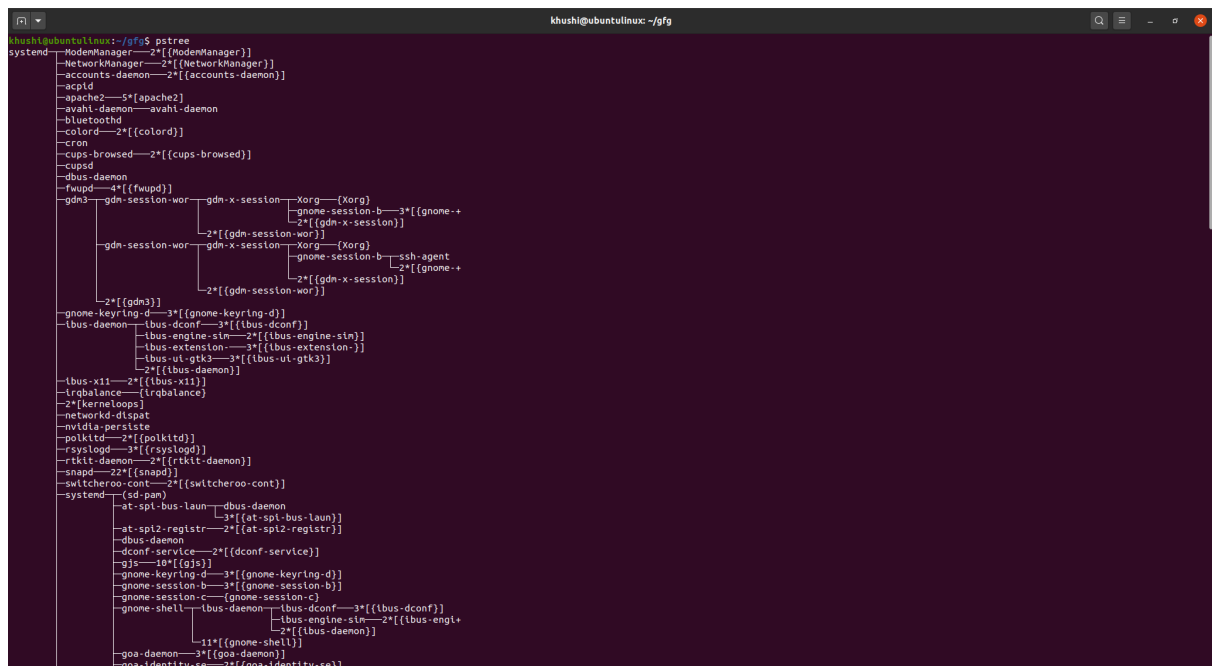 khushi@ubuntulinux: ~/gfg
khushi@ubuntulinux:~/gfg$ pstree
systemd─┬─ModemManager───2*[{ModemManager}]
        ├─NetworkManager───2*[{NetworkManager}]
        ├─accounts-daemon───2*[{accounts-daemon}]
        ├─acpid
        ├─apache2───5*[apache2]
        ├─avahi-daemon───avahi-daemon
        ├─bluetoothd
        ├─colord───2*[{colord}]
        ├─cron
        ├─cups-browsed───2*[{cups-browsed}]
        ├─cupsd
        ├─dbus-daemon
        ├─fwupd───4*[{fwupd}]
        ├─gdm3─┬─gdm-session-wor─┬─gdm-x-session─┬─Xorg───{Xorg}
        │      │                 │               ├─gnome-session-b───3*[{gnome-+
        │      │                 │               └─2*[{gdm-x-session}]
        │      │                 └─2*[{gdm-session-wor}]
        │      ├─gdm-session-wor─┬─gdm-x-session─┬─Xorg───{Xorg}
        │      │                 │               ├─gnome-session-b─┬─ssh-agent
        │      │                 │               │                 └─2*[{gnome-+
        │      │                 │               └─2*[{gdm-x-session}]
        │      │                 └─2*[{gdm-session-wor}]
        │      └─2*[{gdm3}]
        ├─gnome-keyring-d───3*[{gnome-keyring-d}]
        ├─ibus-daemon─┬─ibus-dconf───3*[{ibus-dconf}]
        │             ├─ibus-engine-sim───2*[{ibus-engine-sim}]
        │             ├─ibus-extension-───3*[{ibus-extension-}]
        │             ├─ibus-ui-gtk3───3*[{ibus-ui-gtk3}]
        │             └─2*[{ibus-daemon}]
        ├─ibus-x11───2*[{ibus-x11}]
        ├─irqbalance───{irqbalance}
        ├─2*[kerneloops]
        ├─networkd-dispat
        ├─nvidia-persiste
        ├─polkitd───2*[{polkitd}]
        ├─rsyslogd───3*[{rsyslogd}]
        ├─rtkit-daemon───2*[{rtkit-daemon}]
        ├─snapd───22*[{snapd}]
        ├─switcheroo-cont───2*[{switcheroo-cont}]
        ├─systemd─┬─(sd-pam)
        │         ├─at-spi-bus-laun─┬─dbus-daemon
        │         │                 └─3*[{at-spi-bus-laun}]
        │         ├─at-spi2-registr───2*[{at-spi2-registr}]
        │         ├─dbus-daemon
        │         ├─dconf-service───2*[{dconf-service}]
        │         ├─gjs───10*[{gjs}]
        │         ├─gnome-keyring-d───3*[{gnome-keyring-d}]
        │         ├─gnome-session-b───3*[{gnome-session-b}]
        │         ├─gnome-session-c───{gnome-session-c}
        │         ├─gnome-shell─┬─ibus-daemon─┬─ibus-dconf───3*[{ibus-dconf}]
        │         │             │             ├─ibus-engine-sim───2*[{ibus-engi+
        │         │             │             └─2*[{ibus-daemon}]
        │         │             └─11*[{gnome-shell}]
        │         ├─goa-daemon───3*[{goa-daemon}]
        │         ├─goa-identity-se───2*[{goa-identity-se}]